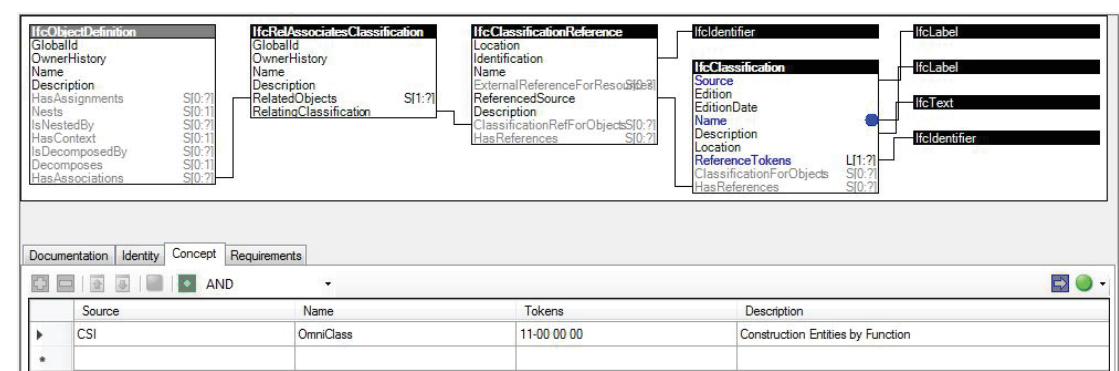 IfcObjectDefinition
GlobalId
OwnerHistory
Name
Description
HasAssignments S[0:?]
Nests S[0:1]
IsNestedBy S[0:?]
HasContext S[0:1]
IsDecomposedBy S[0:?]
Decomposes S[0:1]
HasAssociations S[0:?]
IfcRelAssociatesClassification
GlobalId
OwnerHistory
Name
Description
RelatedObjects S[1:?]
RelatingClassification
IfcClassificationReference
Location
Identification
Name
ExternalReferenceForResources S[0:?]
ReferencedSource
Description
ClassificationRefForObjects S[0:?]
HasReferences S[0:?]
IfcIdentifier
IfcClassification
Source
Edition
EditionDate
Name
Description
Location
ReferenceTokens L[1:?]
ClassificationForObjects S[0:?]
HasReferences S[0:?]
IfcLabel
IfcLabel
IfcText
IfcIdentifier
Documentation Identity Concept Requirements
AND
Source Name Tokens Description
CSI OmniClass 11-00 00 00 Construction Entities by Function